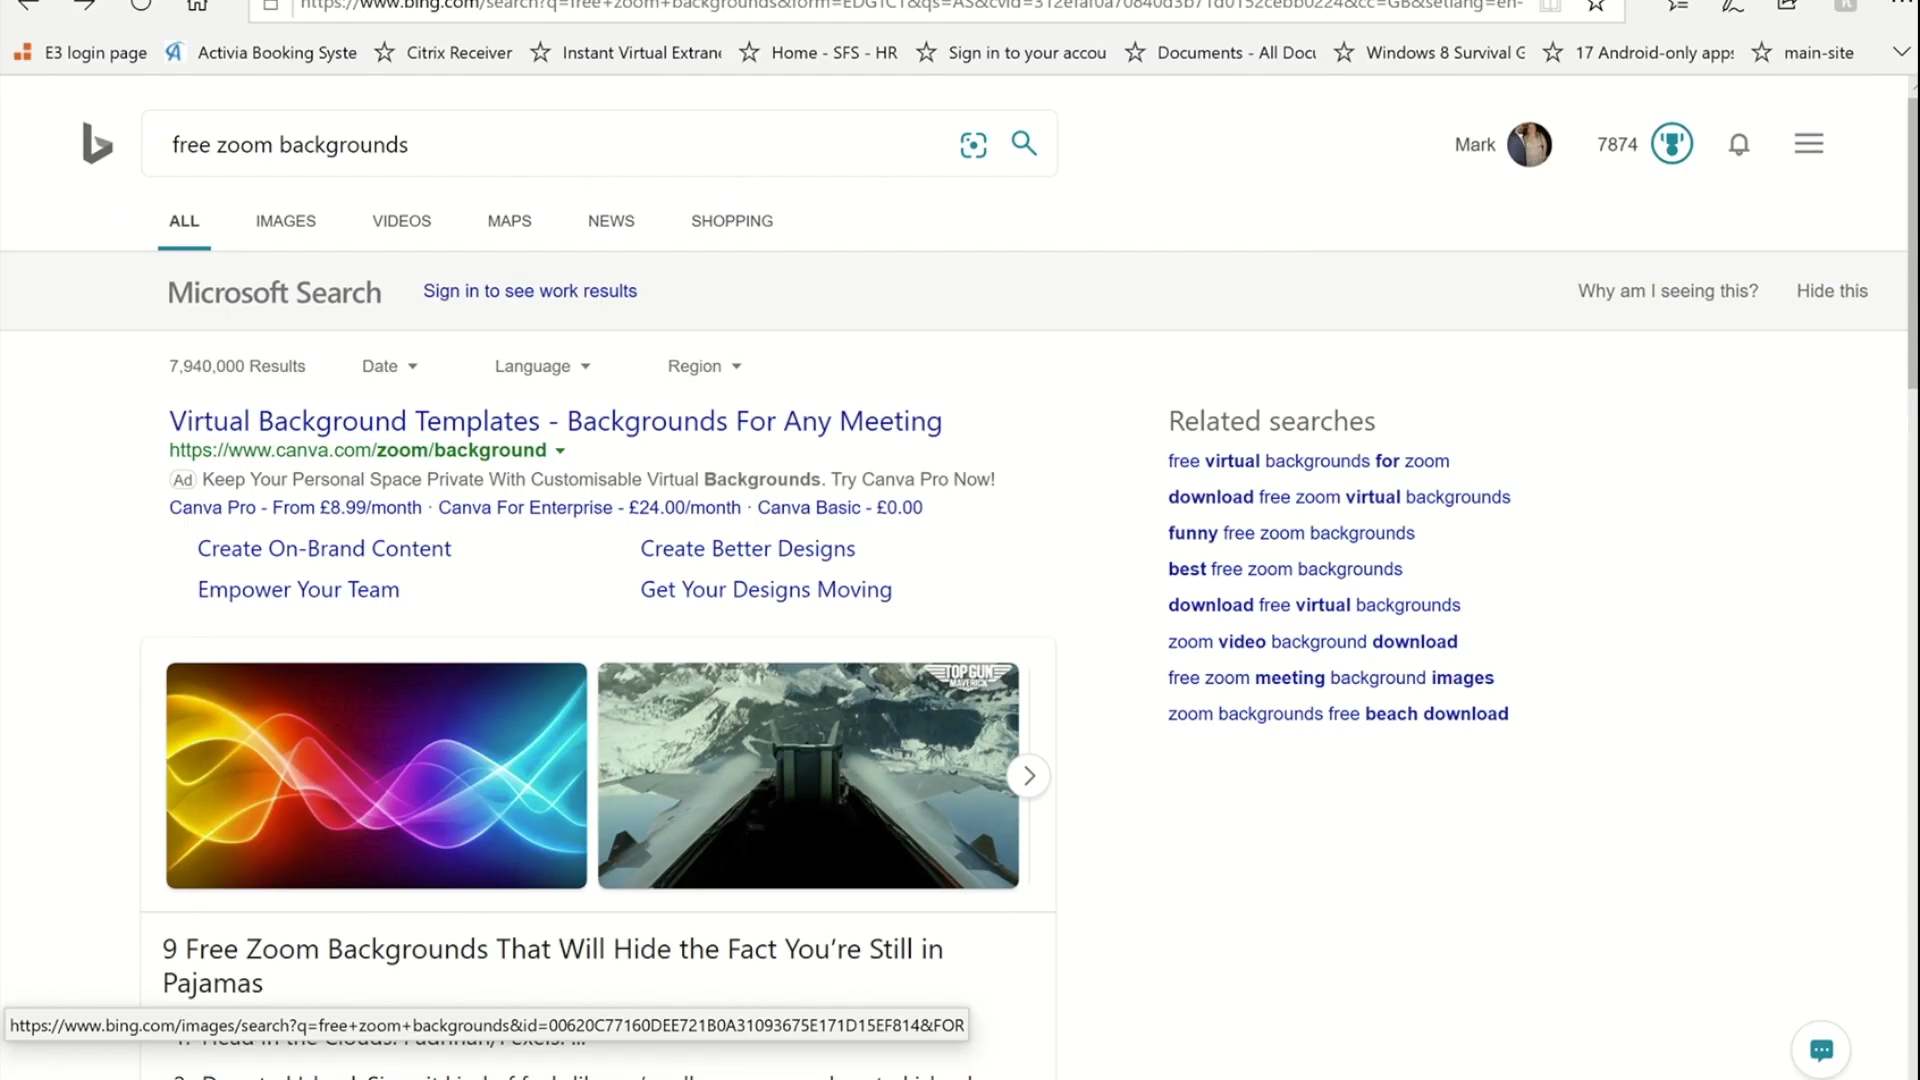 E3 login page Activia Booking Syste Citrix Receiver Instant Virtual Extran Home - SFS - HR Sign in to your accou Documents - All Docu Windows 8 Survival G 17 Android-only apps main-site
free zoom backgrounds
Mark 7874
ALL IMAGES VIDEOS MAPS NEWS SHOPPING
Microsoft Search Sign in to see work results Why am I seeing this? Hide this
7,940,000 Results Date Language Region
Virtual Background Templates - Backgrounds For Any Meeting
https://www.canva.com/zoom/background
Ad Keep Your Personal Space Private With Customisable Virtual Backgrounds. Try Canva Pro Now!
Canva Pro - From £8.99/month · Canva For Enterprise - £24.00/month · Canva Basic - £0.00
Create On-Brand Content Create Better Designs
Empower Your Team Get Your Designs Moving
Related searches
free virtual backgrounds for zoom
download free zoom virtual backgrounds
funny free zoom backgrounds
best free zoom backgrounds
download free virtual backgrounds
zoom video background download
free zoom meeting background images
zoom backgrounds free beach download
TOP GUN
MAVERICK
9 Free Zoom Backgrounds That Will Hide the Fact You're Still in
Pajamas
https://www.bing.com/images/search?q=free+zoom+backgrounds&id=00620C77160DEE721B0A31093675E171D15EF814&FOR